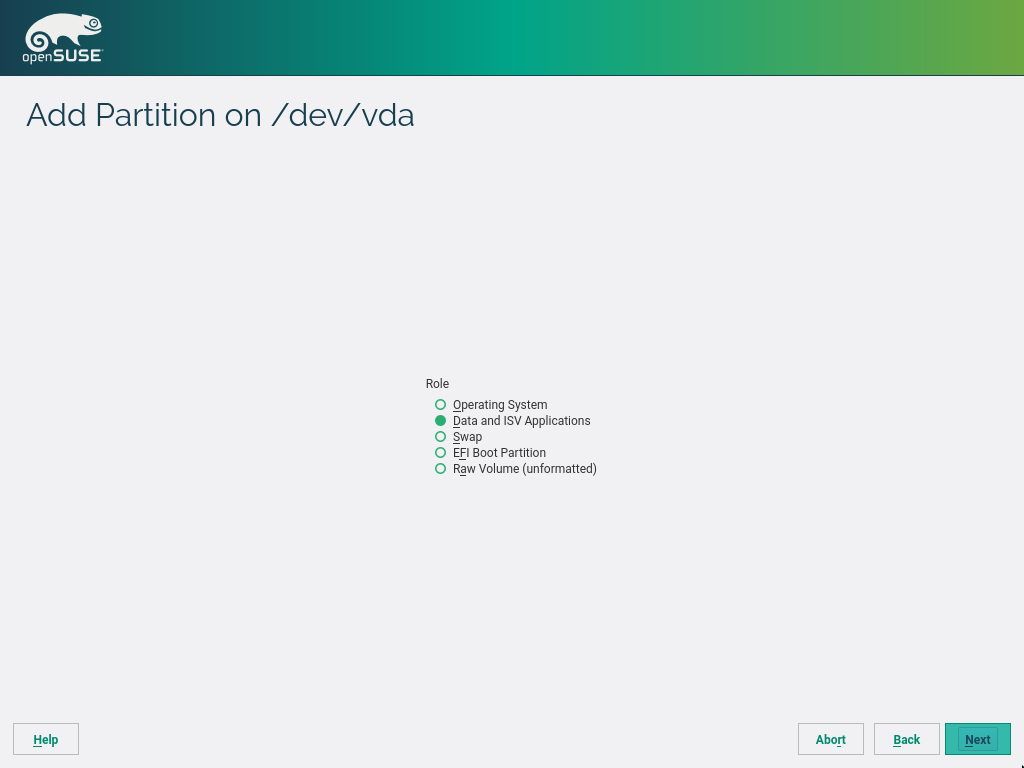 openSUSE
Add Partition on /dev/vda
Role
Operating System
Data and ISV Applications
Swap
EFI Boot Partition
Raw Volume (unformatted)
Help
Abort
Back
Next